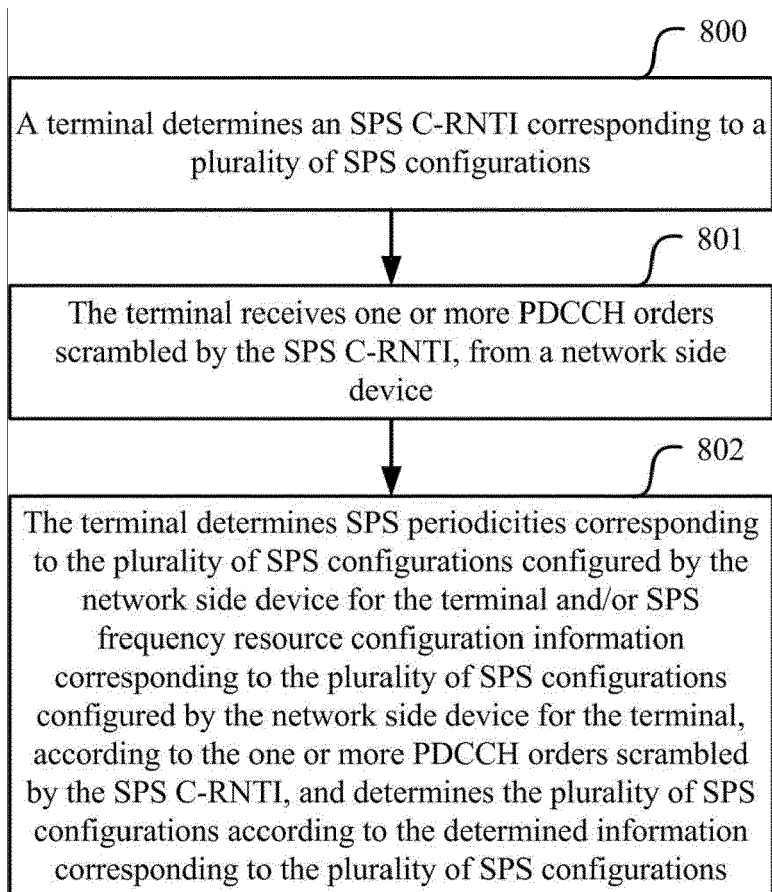 800
A terminal determines an SPS C-RNTI corresponding to a
plurality of SPS configurations
801
The terminal receives one or more PDCCH orders
scrambled by the SPS C-RNTI, from a network side
device
802
The terminal determines SPS periodicities corresponding
to the plurality of SPS configurations configured by the
network side device for the terminal and/or SPS
frequency resource configuration information
corresponding to the plurality of SPS configurations
configured by the network side device for the terminal,
according to the one or more PDCCH orders scrambled
by the SPS C-RNTI, and determines the plurality of SPS
configurations according to the determined information
corresponding to the plurality of SPS configurations